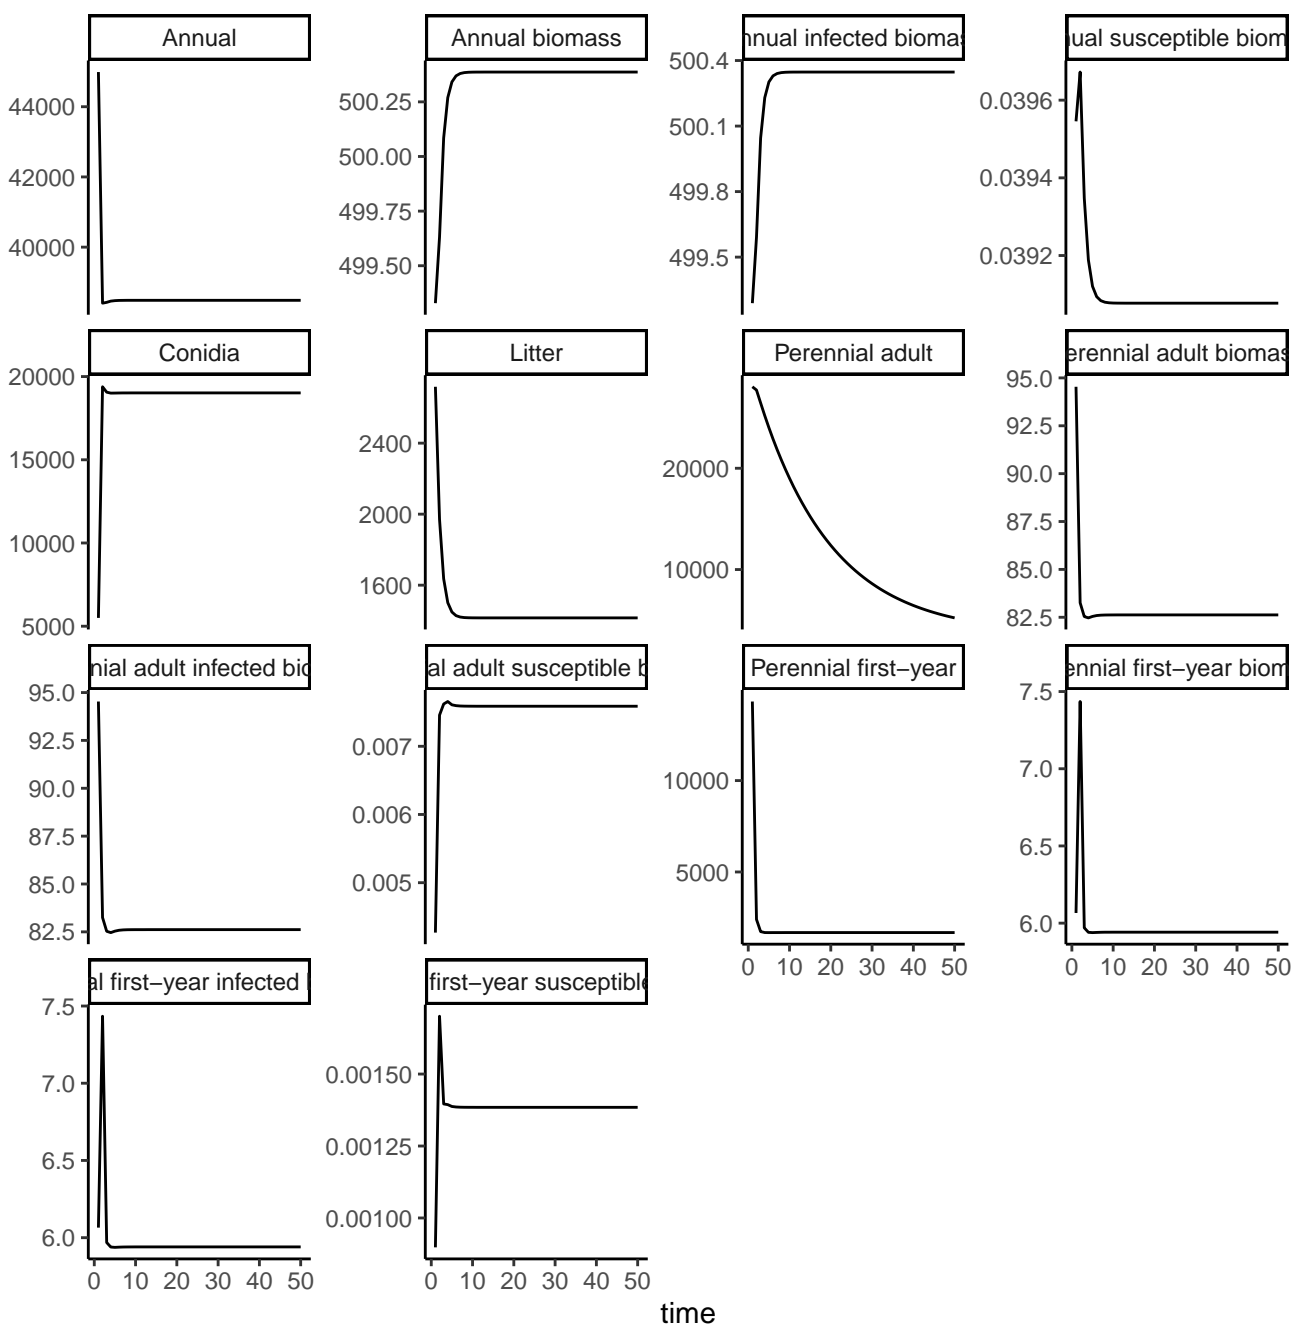 Annual
Annual biomass
nnual infected biomas
ual susceptible biom
44000
42000
40000
500.25
500.00
499.75
499.50
500.4
500.1
499.8
499.5
0.0396
0.0394
0.0392
Conidia
Litter
Perennial adult
erennial adult biomas
20000
15000
10000
5000
2400
2000
1600
20000
10000
95.0
92.5
90.0
87.5
85.0
82.5
nial adult infected bio
al adult susceptible b
Perennial first−year
ennial first−year biom
95.0
92.5
90.0
87.5
85.0
82.5
0.007
0.006
0.005
10000
5000
7.5
7.0
6.5
6.0
0 10 20 30 40 50
0 10 20 30 40 50
al first−year infected
first−year susceptible
7.5
7.0
6.5
6.0
0.00150
0.00125
0.00100
0 10 20 30 40 50
0 10 20 30 40 50
time